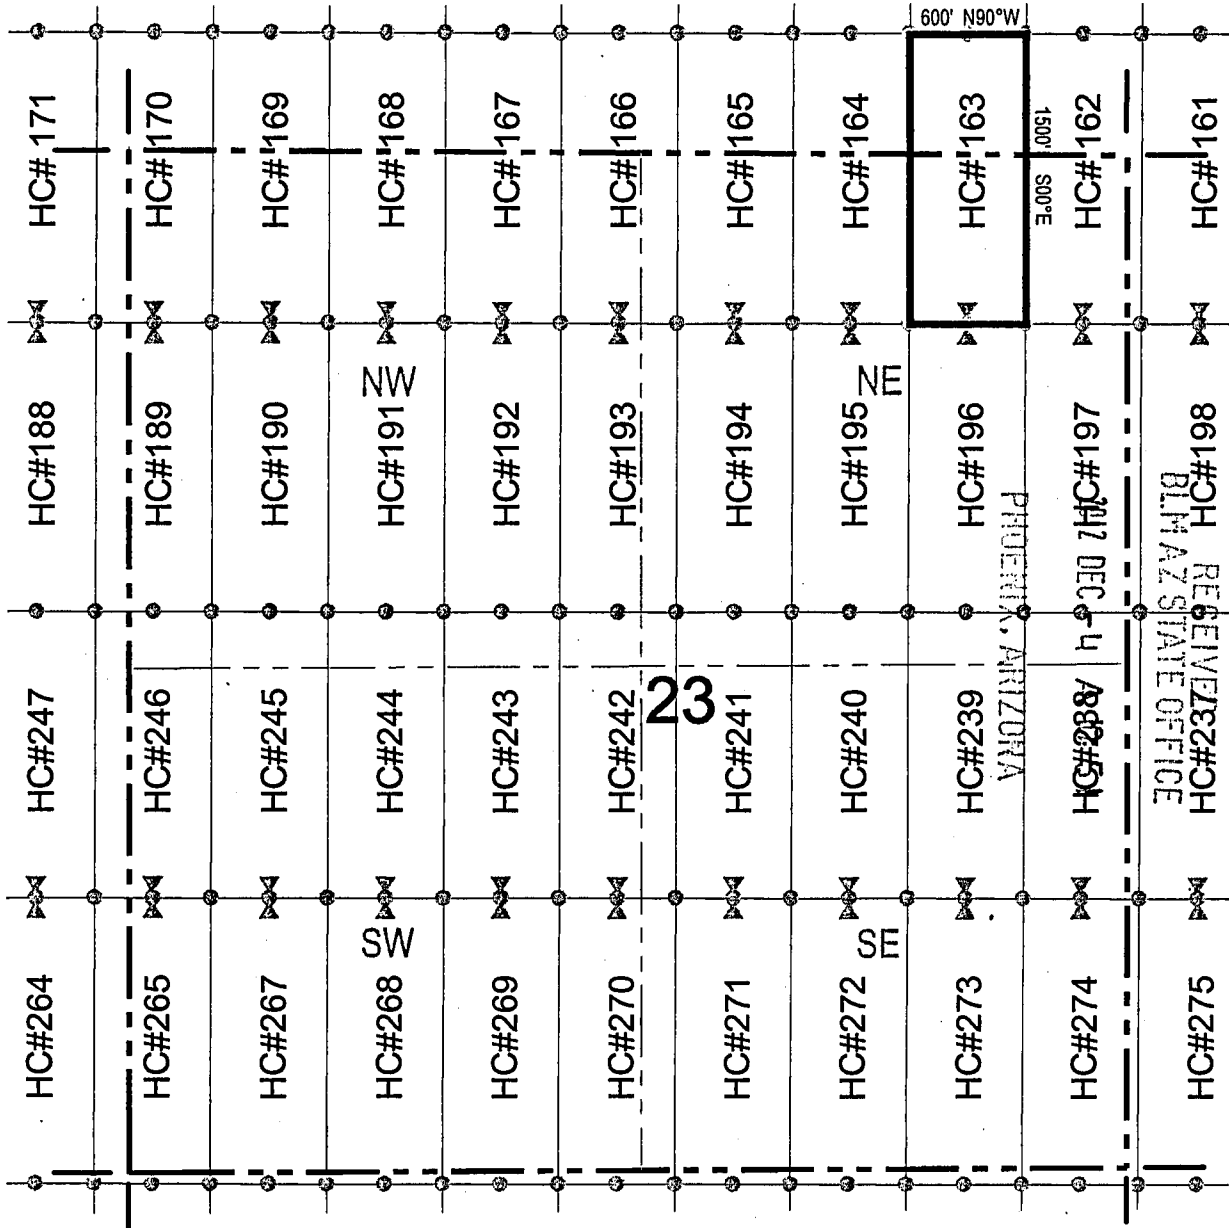 600' N90°W
HC# 171
HC# 170
HC# 169
HC# 168
HC# 167
HC# 166
HC# 165
HC# 164
HC# 163
1500' S00°E
HC# 162
HC# 161
NW
NE
HC#188
HC#189
HC#190
HC#191
HC#192
HC#193
HC#194
HC#195
HC#196
HC#197
HC#198
RECEIVED
BLM AZ STATE OFFICE
DEC -4
PHOENIX, ARIZONA
23
HC#247
HC#246
HC#245
HC#244
HC#243
HC#242
HC#241
HC#240
HC#239
HC#238
HC#237
SW
SE
HC#264
HC#265
HC#267
HC#268
HC#269
HC#270
HC#271
HC#272
HC#273
HC#274
HC#275